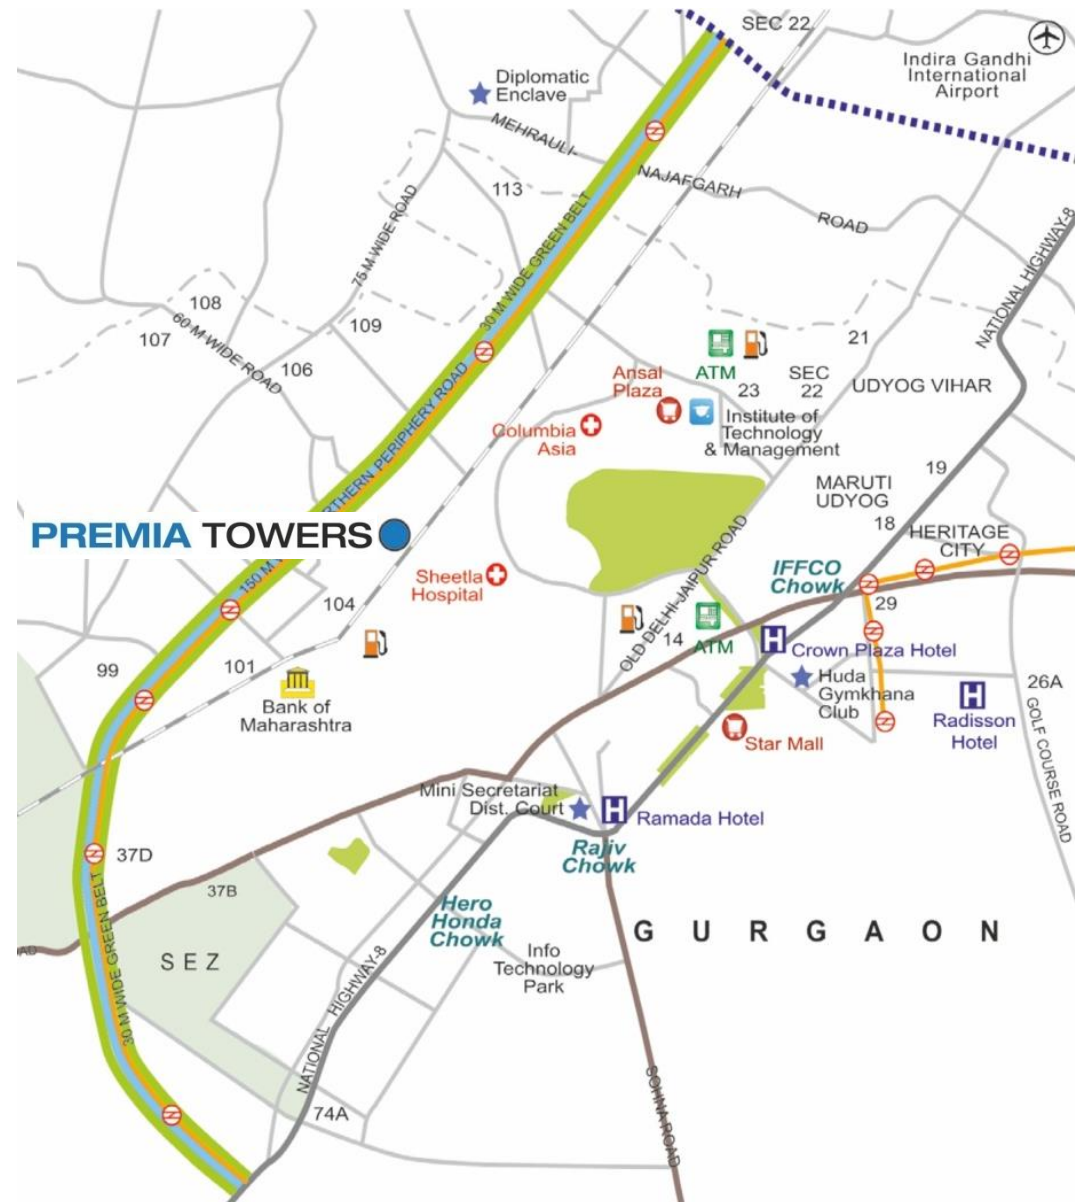 SEC 22
Indira Gandhi
International
Airport
Diplomatic
Enclave
MEHRAULI-
NAJAFGARH
ROAD
113
75 M WIDE ROAD
30 M WIDE GREEN BELT
NATIONAL HIGHWAY-8
108
107
60 M WIDE ROAD
109
106
21
ATM
SEC
22
23
UDYOG VIHAR
Ansal
Plaza
Institute of
Technology
& Management
Columbia
Asia
RTHERN PERIPHERY ROAD
MARUTI
UDYOG
19
18
HERITAGE
CITY
PREMIA TOWERS
150 M
IFFCO
Chowk
Sheetla
Hospital
OLD DELHI-JAIPUR ROAD
104
29
14
ATM
Crown Plaza Hotel
99
101
Bank of
Maharashtra
Huda
Gymkhana
Club
26A
Radisson
Hotel
GOLF COURSE ROAD
Star Mall
Mini Secretariat
Dist. Court
Ramada Hotel
Rajiv
Chowk
37D
37B
30 M WIDE GREEN BELT
Hero
Honda
Chowk
GURGAON
AD
SEZ
Info
Technology
Park
NATIONAL HIGHWAY-8
74A
SOHNA ROAD